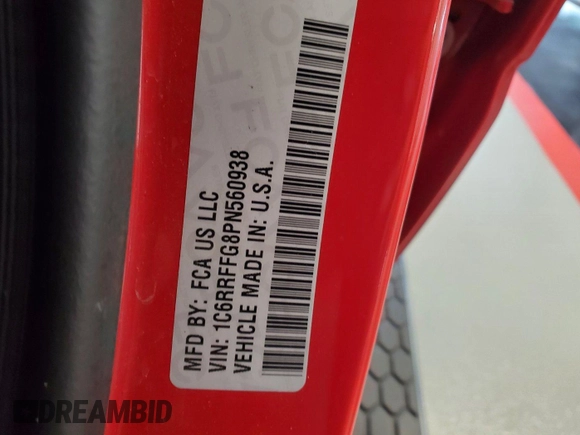 MFD BY: FCA US LLC
VIN: 1C6RRFFG8PN560938
VEHICLE MADE IN: U.S.A.
DREAMBID